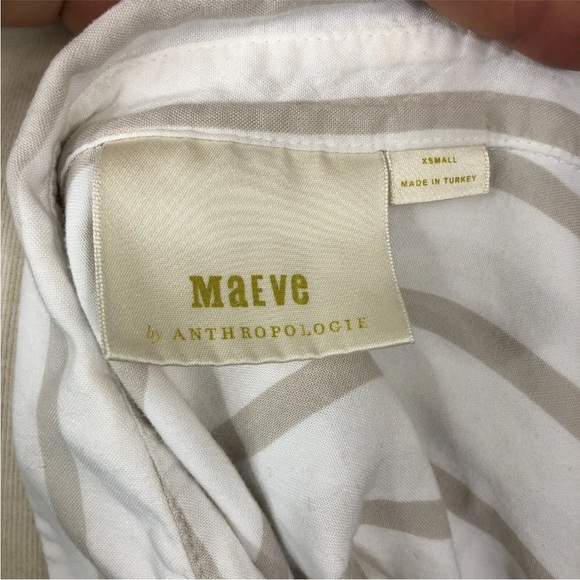 XSMALL
MADE IN TURKEY
MaEve
by ANTHROPOLOGIE